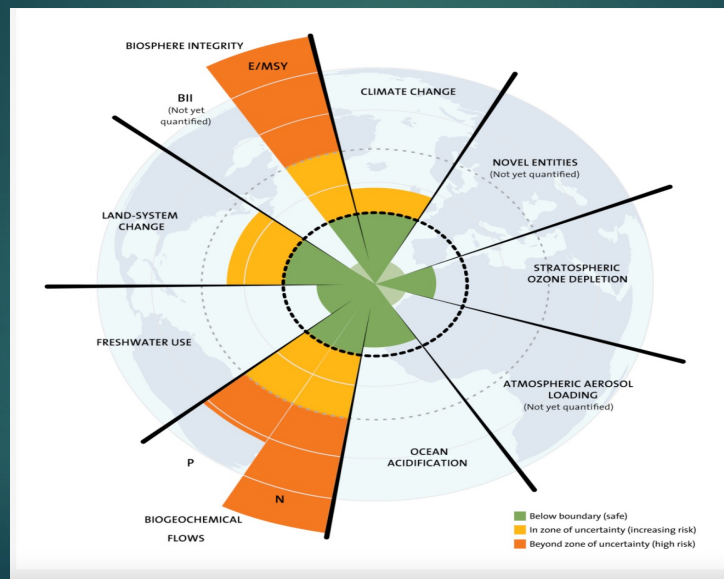 BIOSPHERE INTEGRITY
E/MSY
CLIMATE CHANGE
BII
(Not yet
quantified)
NOVEL ENTITIES
(Not yet quantified)
LAND-SYSTEM
CHANGE
STRATOSPHERIC
OZONE DEPLETION
FRESHWATER USE
ATMOSPHERIC AEROSOL
LOADING
(Not yet quantified)
OCEAN
ACIDIFICATION
P
N
BIOGEOCHEMICAL
FLOWS
Below boundary (safe)
In zone of uncertainty (increasing risk)
Beyond zone of uncertainty (high risk)